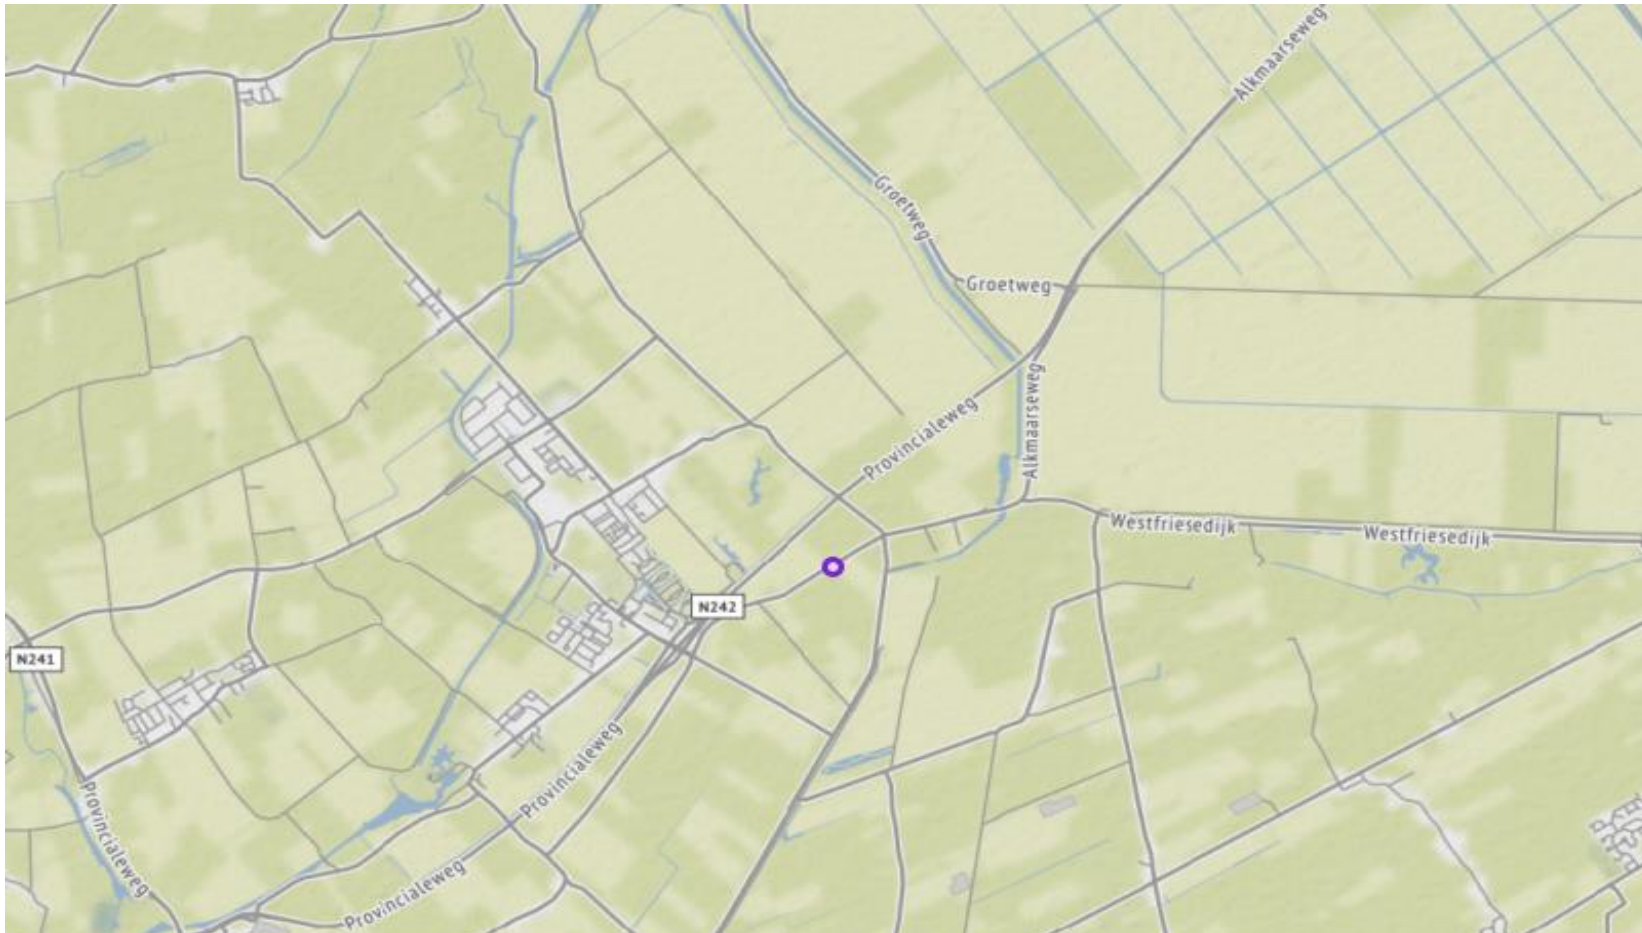 Alkmaarseweg
Groetweg
Groetweg
Alkmaarseweg
Provincialeweg
Westfriesedijk
Westfriesedijk
N242
N241
Provincialeweg
Provincialeweg
Provincialeweg